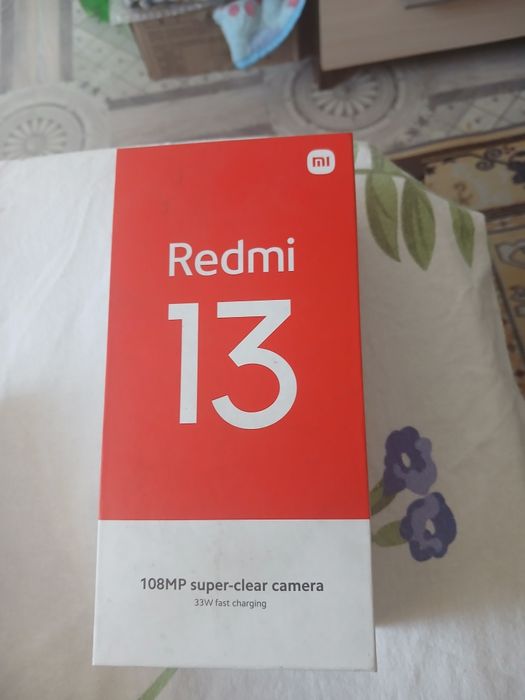 mi
Redmi
13
108MP super-clear camera
33W fast charging